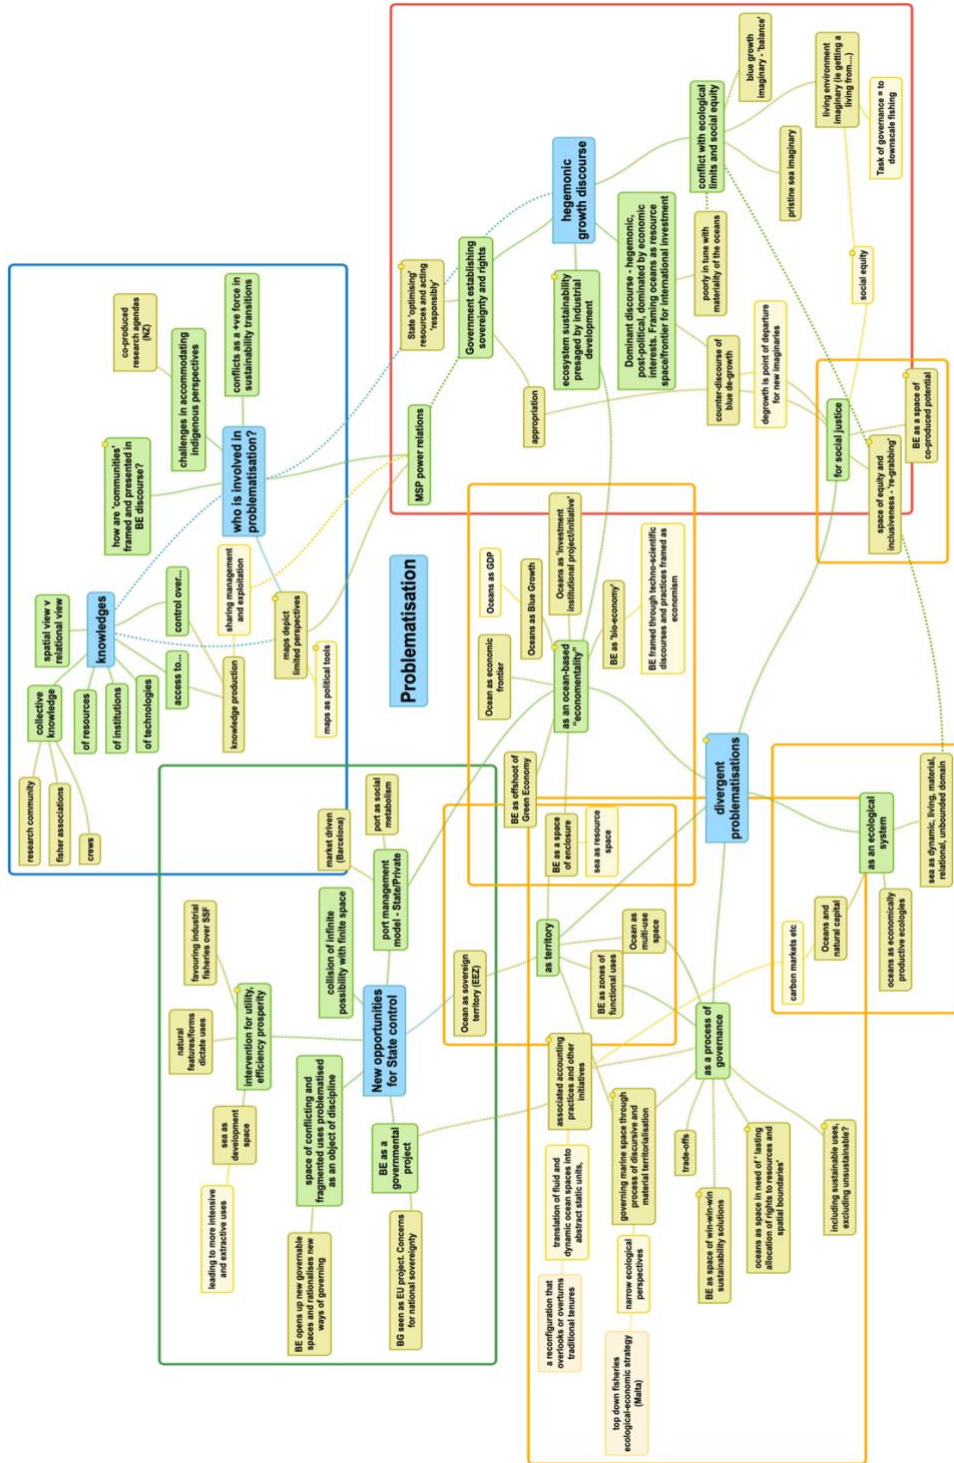 research community
fisher associations
crews
collective
knowledge
spatial view v
relational view
of resources
of institutions
of technologies
knowledges
access to...
control over...
knowledge production
sharing management
and exploitation
maps depict
limited perspectives
maps as political tools
how are 'communities'
framed and presented in
BE discourse?
challenges in accommodating
indigenous perspectives
co-produced
research agendas
(NZ)
conflicts as a +ve force in
sustainability transitions
who is involved in
problematisation?
leading to more intensive
and extractive uses
sea as
development
space
natural
features/forms
dictate uses
favouring industrial
fisheries over SSF
intervention for utility,
efficiency prosperity
BE opens up new governable
spaces and rationalises new
ways of governing
space of conflicting and
fragmented uses problematised
as an object of discipline
collision of infinite
possibility with finite space
market driven
(Barcelona)
port as social
metabolism
port management
model - State/Private
New opportunities
for State control
BE as a
governmental
project
BG seen as EU project. Concerns
for national sovereignty
Problematisation
MSP power relations
State 'optimising'
resources and acting
'responsibly'
Government establishing
sovereignty and rights
appropriation
ecosystem sustainability
presaged by industrial
development
hegemonic
growth discourse
Dominant discourse - hegemonic,
post-political, dominated by economic
interests. Framing oceans as resource
space/frontier for international investment
counter-discourse of
blue de-growth
degrowth is point of departure
for new imaginaries
poorly in tune with
materiality of the oceans
conflict with ecological
limits and social equity
blue growth
imaginary - 'balance'
pristine sea imaginary
living environment
imaginary (ie getting a
living from....)
Task of governance = to
downscale fishing
social equity
for social justice
space of equity and
inclusiveness - 're-grabbing'
BE as a space of
co-produced potential
Ocean as economic
frontier
Oceans as GDP
Oceans as Blue Growth
Oceans as 'investment
institutional project/initiative'
as an ocean-based
"economentality"
BE as 'bio-economy'
BE framed through techno-scientific
discourses and practices framed as
economism
BE as offshoot of
Green Economy
BE as a space
of enclosure
sea as resource
space
Ocean as sovereign
territory (EEZ)
as territory
BE as zones of
functional uses
Ocean as
multi-use
space
divergent
problematisations
associated accounting
practices and other
initiatives
translation of fluid and
dynamic ocean spaces into
abstract static units,
a reconfiguration that
overlooks or overturns
traditional tenures
governing marine space through
process of discursive and
material territorialisation
narrow ecological
perspectives
top down fisheries
ecological-economic strategy
(Malta)
as a process of
governance
trade-offs
BE as space of win-win-win
sustainability solutions
oceans as space in need of ' lasting
allocation of rights to resources and
spatial boundaries'
including sustainable uses,
excluding unsustainable?
carbon markets etc
Oceans and
natural capital
as an ecological
system
oceans as economically
productive ecologies
sea as dynamic, living, material,
relational, unbounded domain